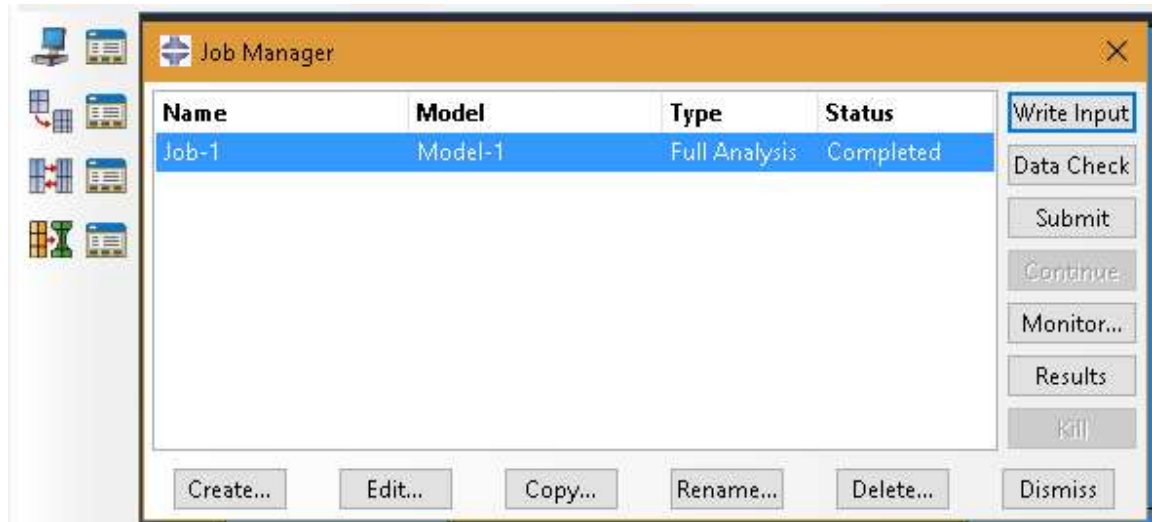 Job Manager
Name Model Type Status
Job-1 Model-1 Full Analysis Completed
Write Input
Data Check
Submit
Continue
Monitor...
Results
Kill
Create... Edit... Copy... Rename... Delete... Dismiss